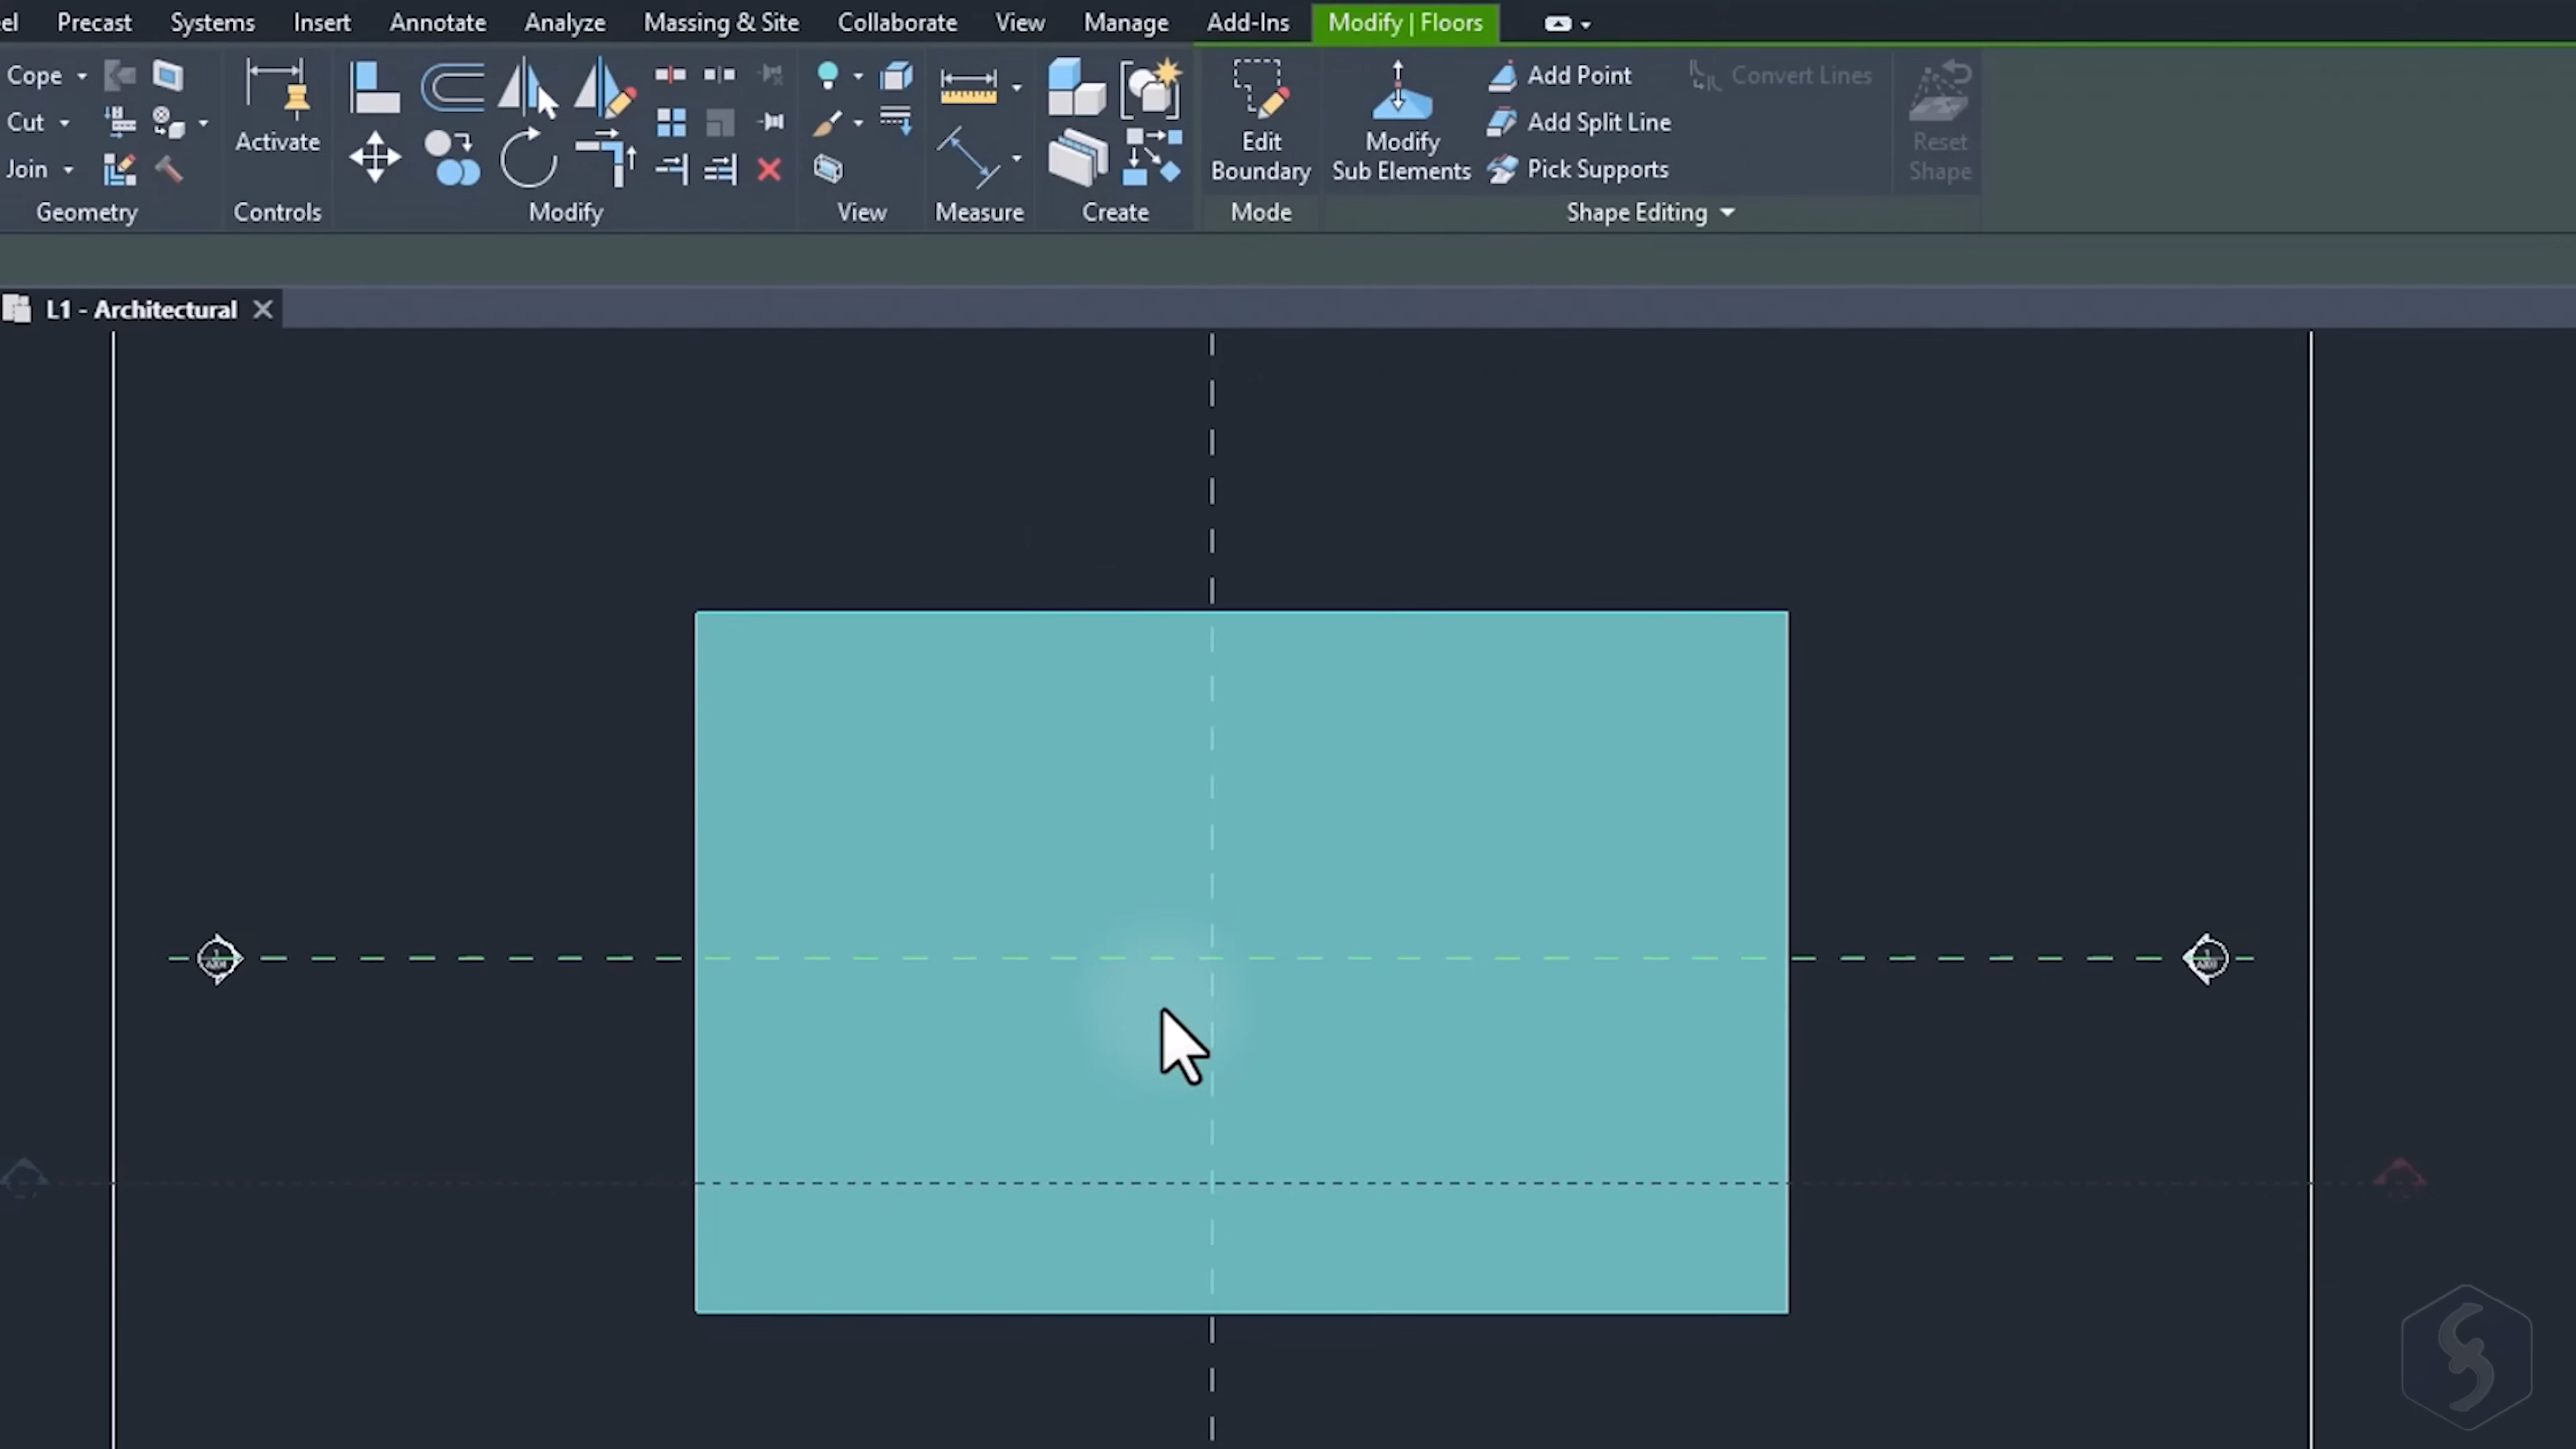 Precast Systems Insert Annotate Analyze Massing & Site Collaborate View Manage Add-Ins Modify | Floors
Cope
Cut
Join
Geometry
Activate
Controls
Modify
View
Measure
Create
Edit
Boundary
Mode
Modify
Sub Elements
Add Point
Add Split Line
Pick Supports
Convert Lines
Reset
Shape
Shape Editing
L1 - Architectural